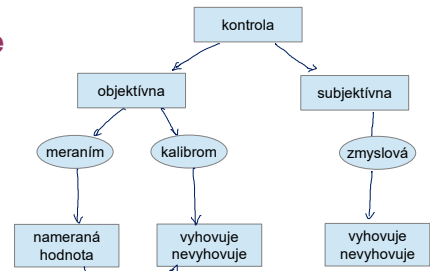 e
kontrola
objektívna
subjektívna
meraním
kalibrom
zmyslová
nameraná
hodnota
vyhovuje
nevyhovuje
vyhovuje
nevyhovuje